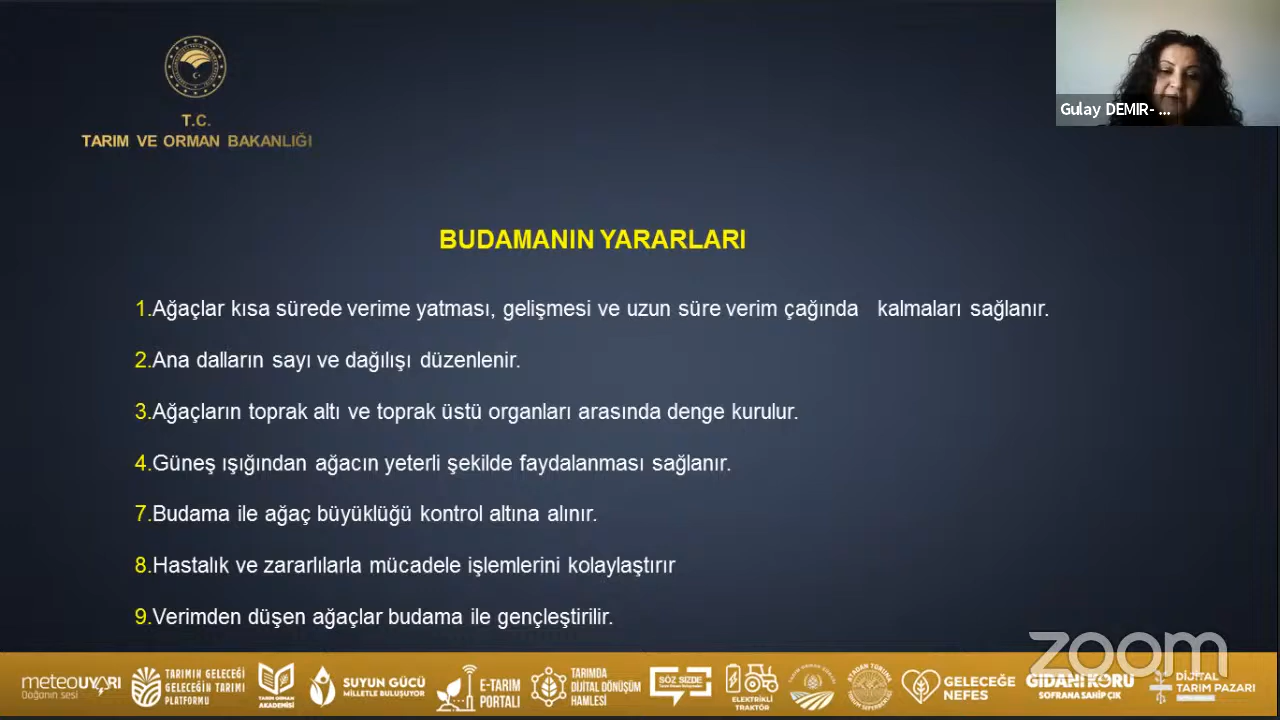 T.C.
TARIM VE ORMAN BAKANLIĞI
Gulay DEMIR- ...
BUDAMANIN YARARLARI
1.Ağaçlar kısa sürede verime yatması, gelişmesi ve uzun süre verim çağında kalmaları sağlanır.
2.Ana dalların sayı ve dağılışı düzenlenir.
3.Ağaçların toprak altı ve toprak üstü organları arasında denge kurulur.
4.Güneş ışığından ağacın yeterli şekilde faydalanması sağlanır.
7.Budama ile ağaç büyüklüğü kontrol altına alınır.
8.Hastalık ve zararlılarla mücadele işlemlerini kolaylaştırır
9.Verimden düşen ağaçlar budama ile gençleştirilir.
zoom
meteoUYARI
Doğanın sesi
TARIMIN GELECEĞİ
GELECEĞİN TARIMI
PLATFORMU
TARIM ORMAN
AKADEMİSİ
SUYUN GÜCÜ
MİLLETLE BULUŞUYOR
E-TARIM
PORTALI
TARIMDA
DİJİTAL DÖNÜŞÜM
HAMLESİ
SÖZ SİZDE
ELEKTRİKLİ
TRAKTÖR
GELECEĞE
NEFES
GIDANI KORU
SOFRANA SAHİP ÇIK
DİJİTAL
TARIM PAZARI